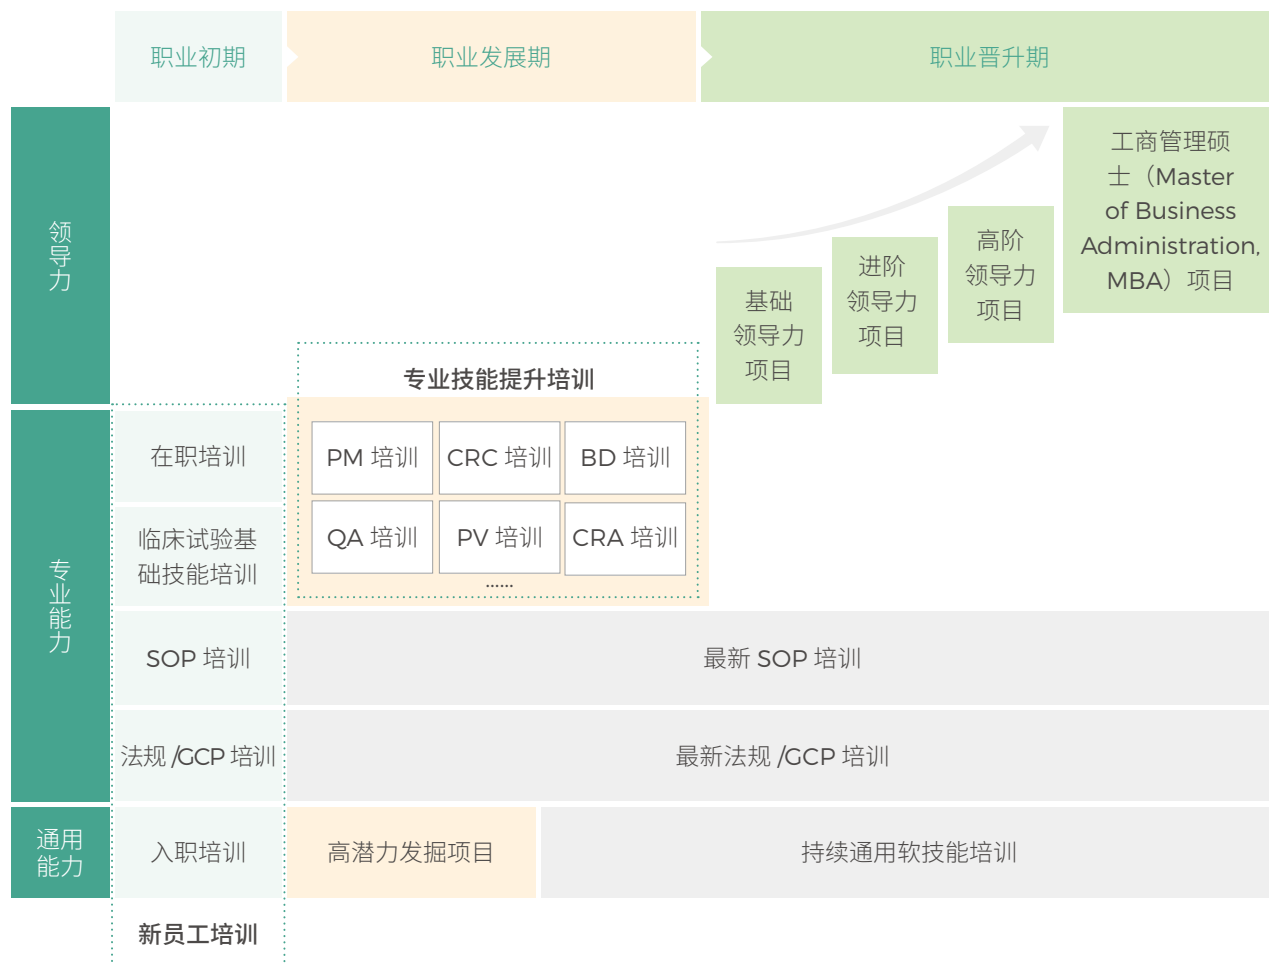 职业初期
职业发展期
职业晋升期
领导力
工商管理硕
士（Master
of Business
Administration,
MBA）项目
高阶
领导力
项目
进阶
领导力
项目
基础
领导力
项目
专业技能提升培训
专业能力
在职培训
PM 培训
CRC 培训
BD 培训
临床试验基
础技能培训
QA 培训
PV 培训
CRA 培训
......
SOP 培训
最新 SOP 培训
法规 /GCP 培训
最新法规 /GCP 培训
通用
能力
入职培训
高潜力发掘项目
持续通用软技能培训
新员工培训